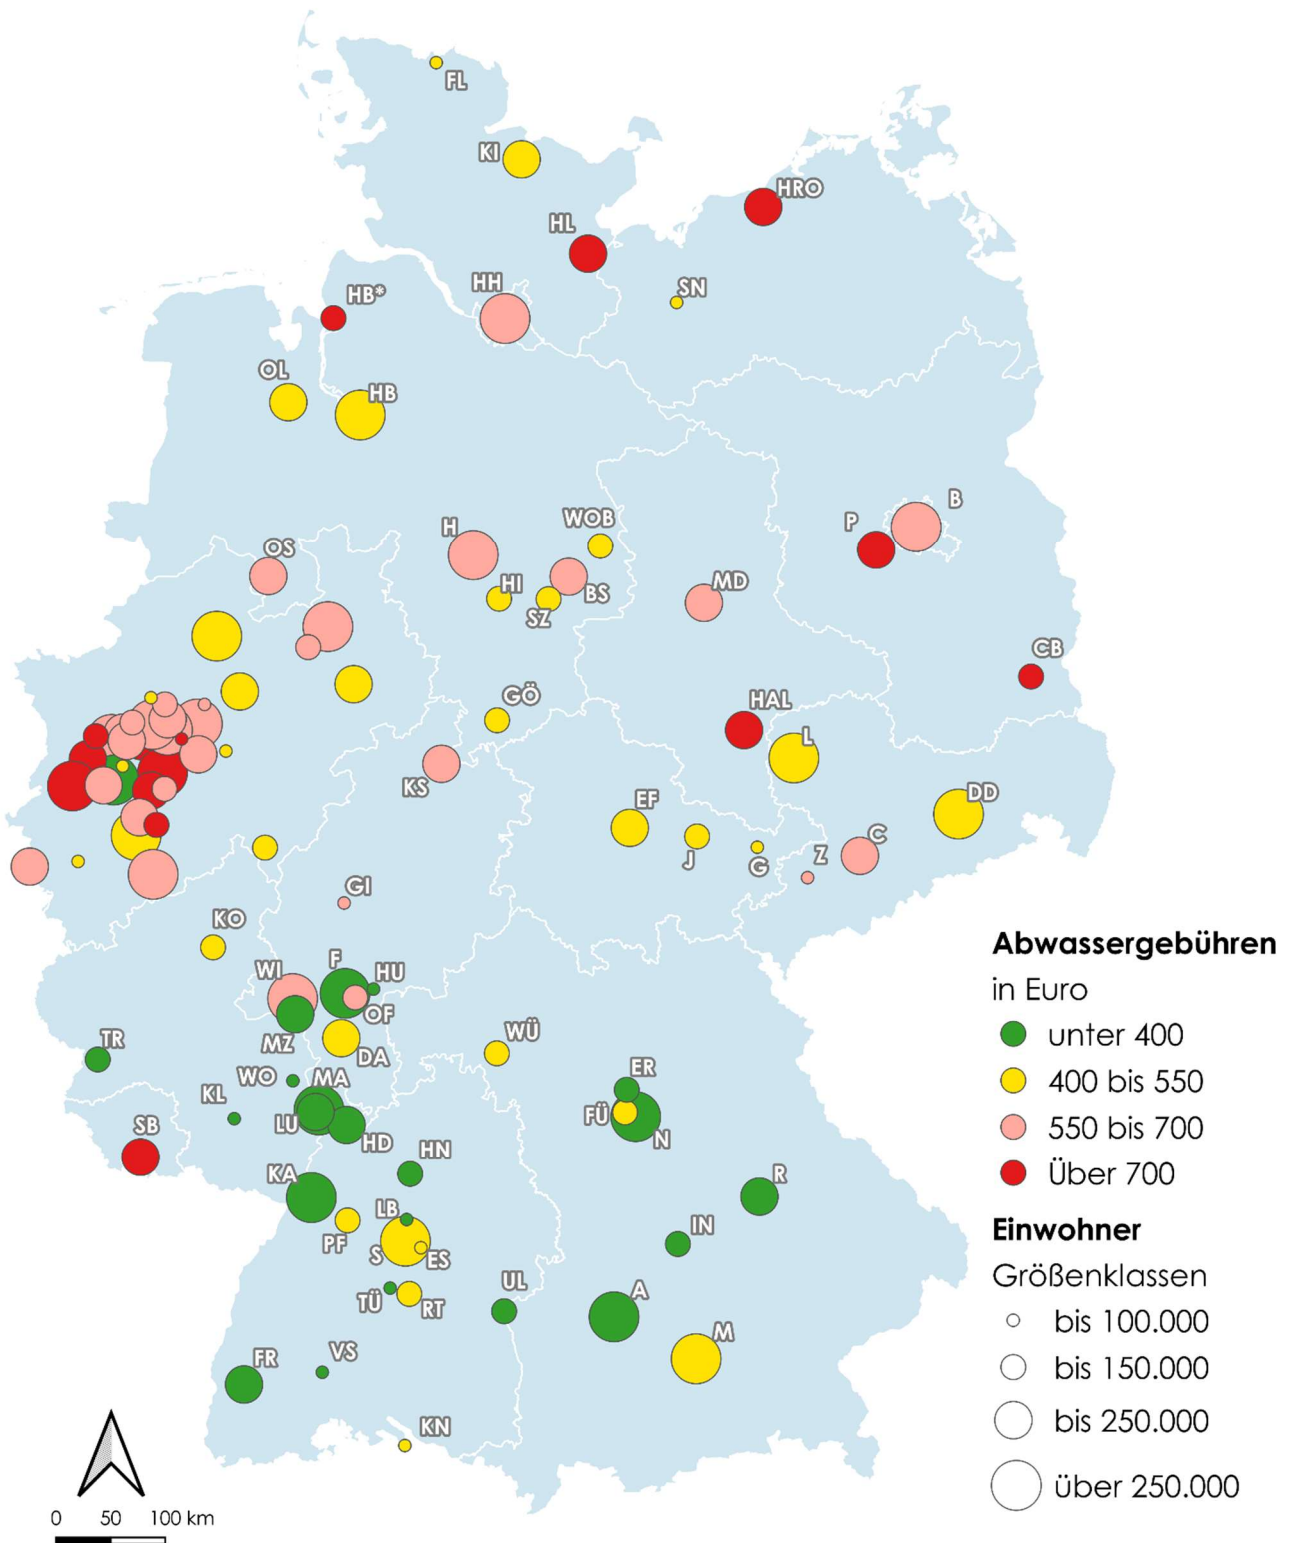 FL
KI
HRO
HL
SN
HH
HB*
OL
HB
B
P
WOB
H
OS
HI
BS
SZ
MD
CB
GÖ
HAL
L
KS
DD
EF
C
J
G
Z
GI
KO
F
WI
HU
OF
MZ
DA
WÜ
TR
ER
WO
MA
KL
FÜ
LU
SB
N
HD
HN
KA
R
LB
IN
PF
S
ES
UL
A
TÜ
RT
M
VS
FR
KN
Abwassergebühren
in Euro
unter 400
400 bis 550
550 bis 700
Über 700
Einwohner
Größenklassen
bis 100.000
bis 150.000
bis 250.000
über 250.000
0 50 100 km